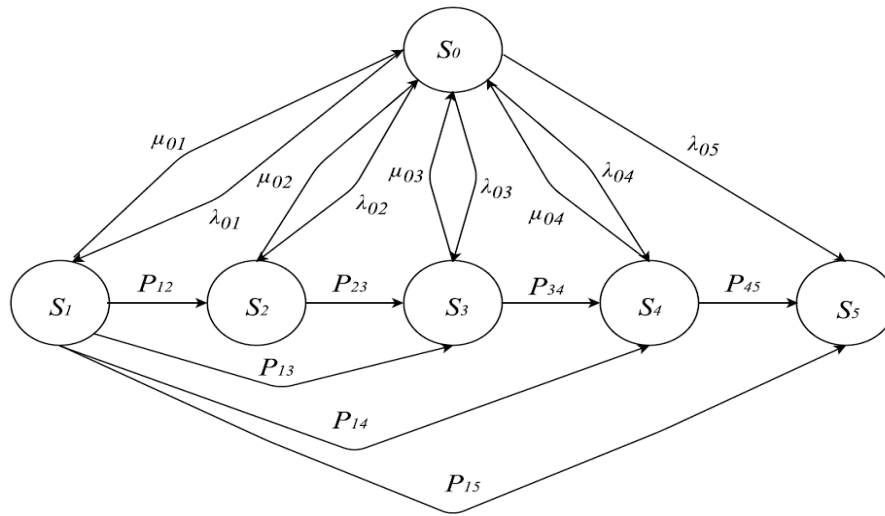 S₀
μ₀₁
μ₀₂
μ₀₃
λ₀₄
λ₀₅
λ₀₁
λ₀₂
λ₀₃
μ₀₄
S₁
P₁₂
S₂
P₂₃
S₃
P₃₄
S₄
P₄₅
S₅
P₁₃
P₁₄
P₁₅